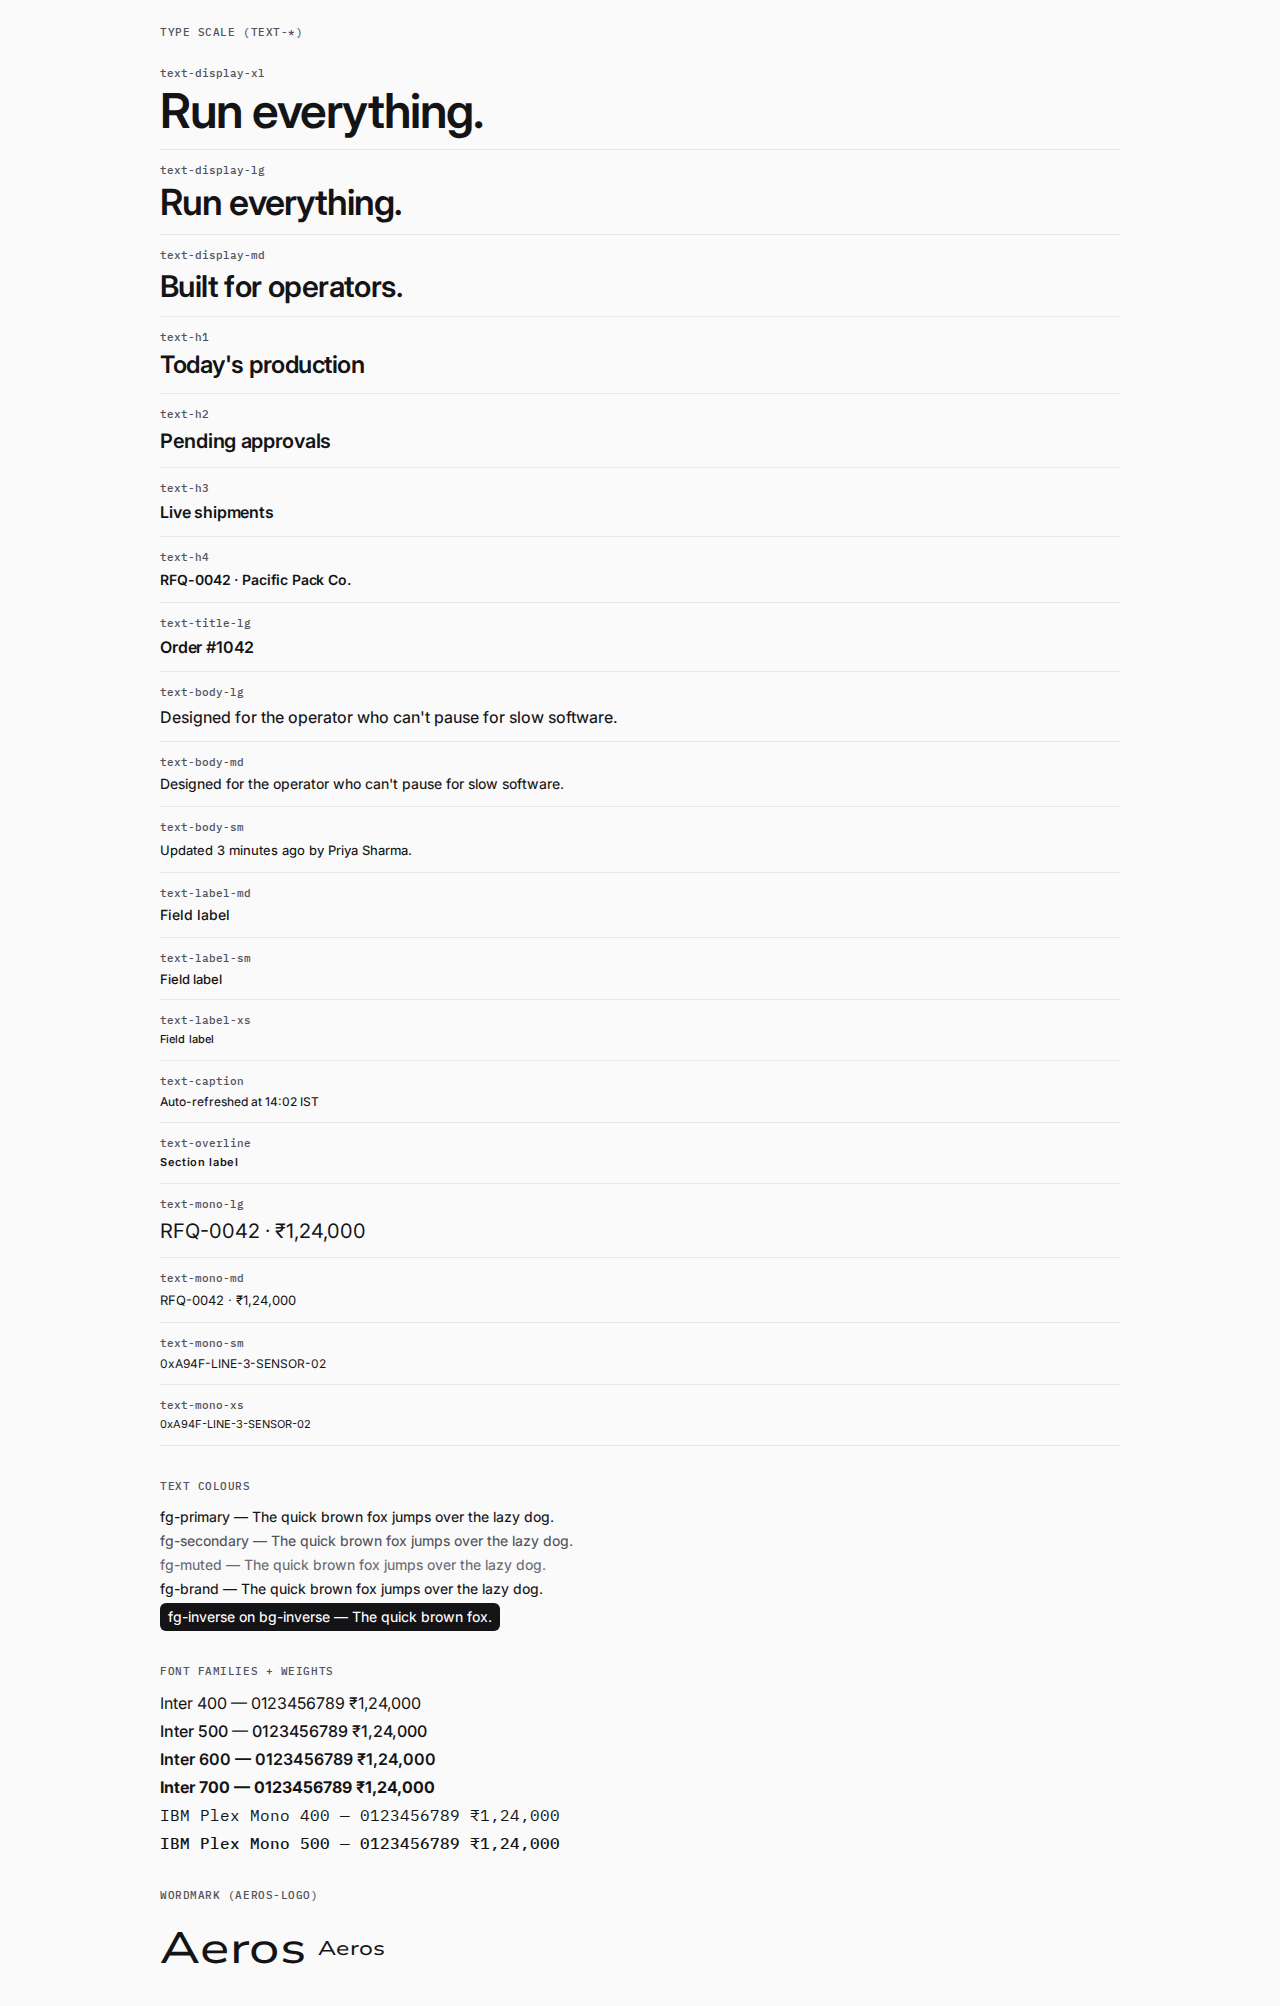 TYPE SCALE (TEXT-*)
text-display-xl
Run everything.
text-display-lg
Run everything.
text-display-md
Built for operators.
text-h1
Today's production
text-h2
Pending approvals
text-h3
Live shipments
text-h4
RFQ-0042 · Pacific Pack Co.
text-title-lg
Order #1042
text-body-lg
Designed for the operator who can't pause for slow software.
text-body-md
Designed for the operator who can't pause for slow software.
text-body-sm
Updated 3 minutes ago by Priya Sharma.
text-label-md
Field label
text-label-sm
Field label
text-label-xs
Field label
text-caption
Auto-refreshed at 14:02 IST
text-overline
Section label
text-mono-lg
RFQ-0042 · ₹1,24,000
text-mono-md
RFQ-0042 · ₹1,24,000
text-mono-sm
0xA94F-LINE-3-SENSOR-02
text-mono-xs
0xA94F-LINE-3-SENSOR-02
TEXT COLOURS
fg-primary — The quick brown fox jumps over the lazy dog.
fg-secondary — The quick brown fox jumps over the lazy dog.
fg-muted — The quick brown fox jumps over the lazy dog.
fg-brand — The quick brown fox jumps over the lazy dog.
fg-inverse on bg-inverse — The quick brown fox.
FONT FAMILIES + WEIGHTS
Inter 400 — 0123456789 ₹1,24,000
Inter 500 — 0123456789 ₹1,24,000
Inter 600 — 0123456789 ₹1,24,000
Inter 700 — 0123456789 ₹1,24,000
IBM Plex Mono 400 — 0123456789 ₹1,24,000
IBM Plex Mono 500 — 0123456789 ₹1,24,000
WORDMARK (AEROS-LOGO)
Aeros Aeros